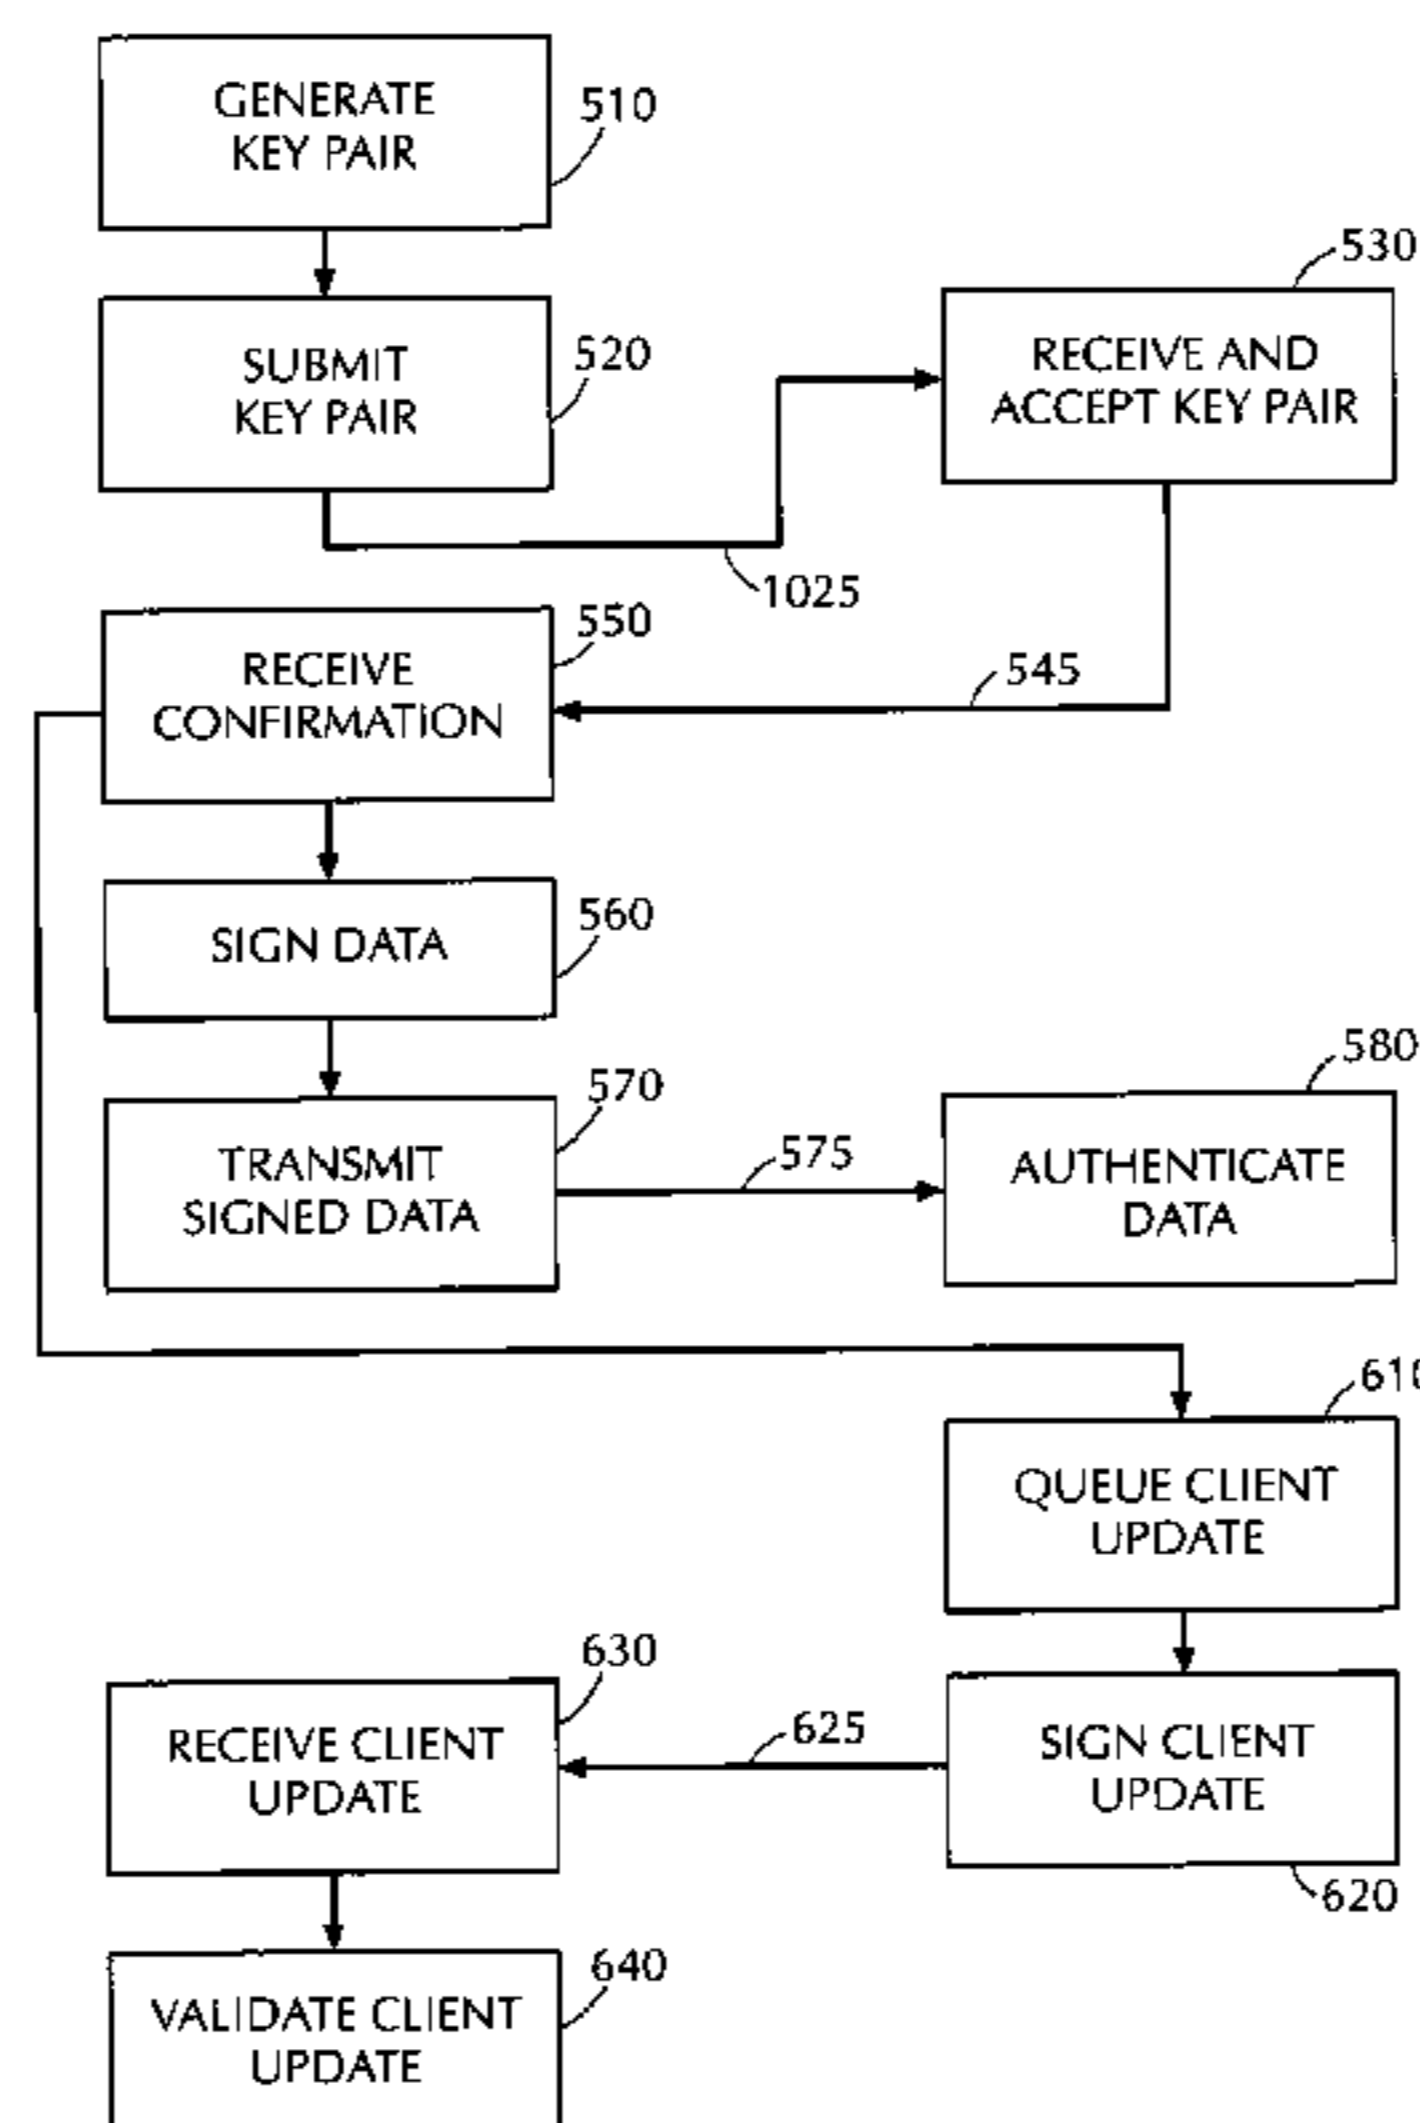 GENERATE
KEY PAIR
510
SUBMIT
KEY PAIR
520
530
RECEIVE AND
ACCEPT KEY PAIR
1025
550
RECEIVE
CONFIRMATION
545
SIGN DATA
560
570
TRANSMIT
SIGNED DATA
575
580
AUTHENTICATE
DATA
610
QUEUE CLIENT
UPDATE
630
RECEIVE CLIENT
UPDATE
625
SIGN CLIENT
UPDATE
620
640
VALIDATE CLIENT
UPDATE